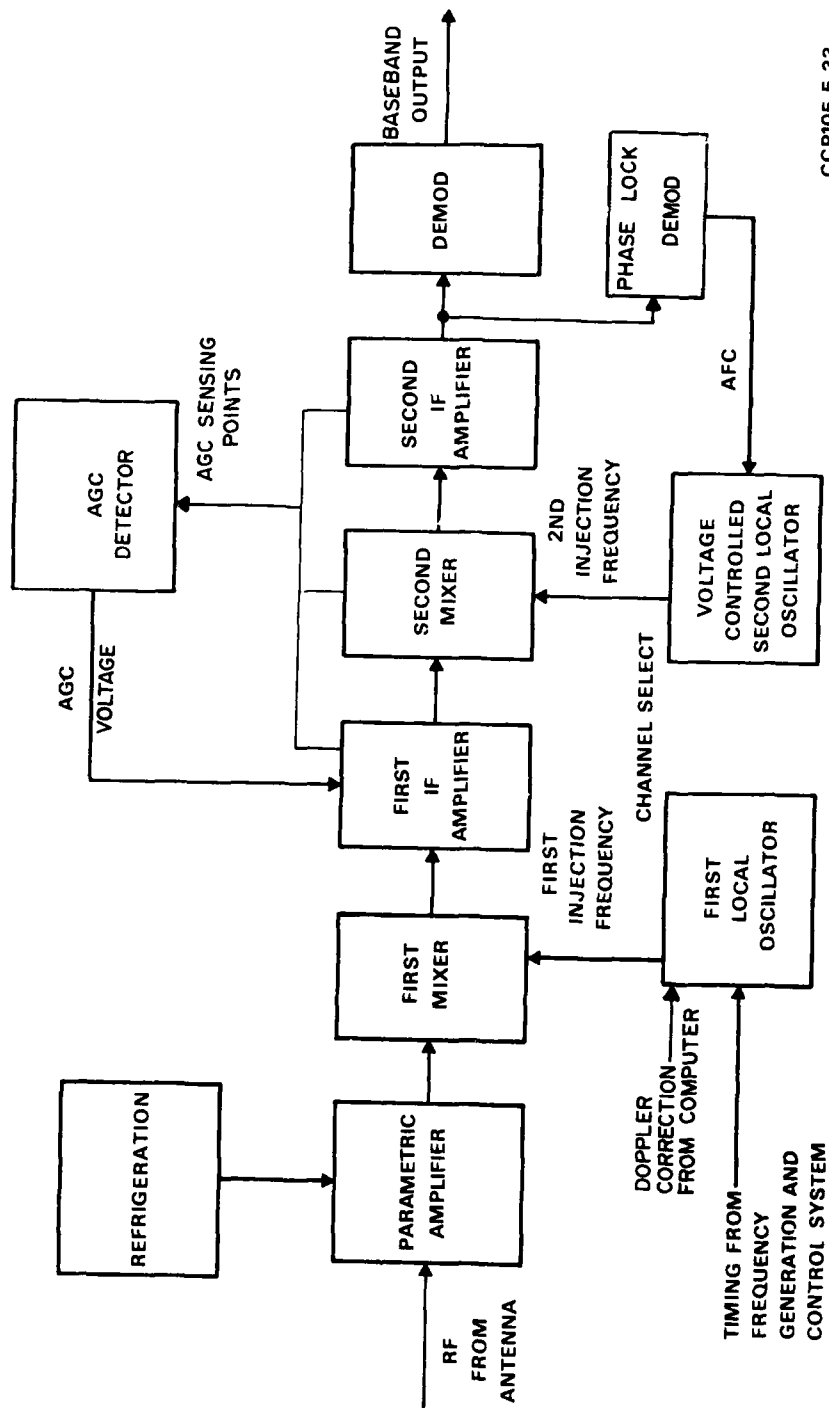 REFRIGERATION
AGC
DETECTOR
AGC
VOLTAGE
AGC SENSING
POINTS
RF
FROM
ANTENNA
PARAMETRIC
AMPLIFIER
FIRST
MIXER
FIRST
IF
AMPLIFIER
SECOND
MIXER
SECOND
IF
AMPLIFIER
DEMOD
BASEBAND
OUTPUT
FIRST
INJECTION
FREQUENCY
2ND
INJECTION
FREQUENCY
PHASE LOCK
DEMOD
AFC
DOPPLER
CORRECTION
FROM COMPUTER
TIMING FROM
FREQUENCY
GENERATION AND
CONTROL SYSTEM
FIRST
LOCAL
OSCILLATOR
CHANNEL SELECT
VOLTAGE
CONTROLLED
SECOND LOCAL
OSCILLATOR